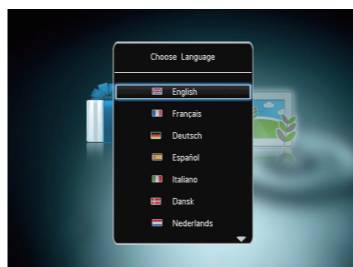 Choose Language
English
Français
Deutsch
Español
Italiano
Dansk
Nederlands